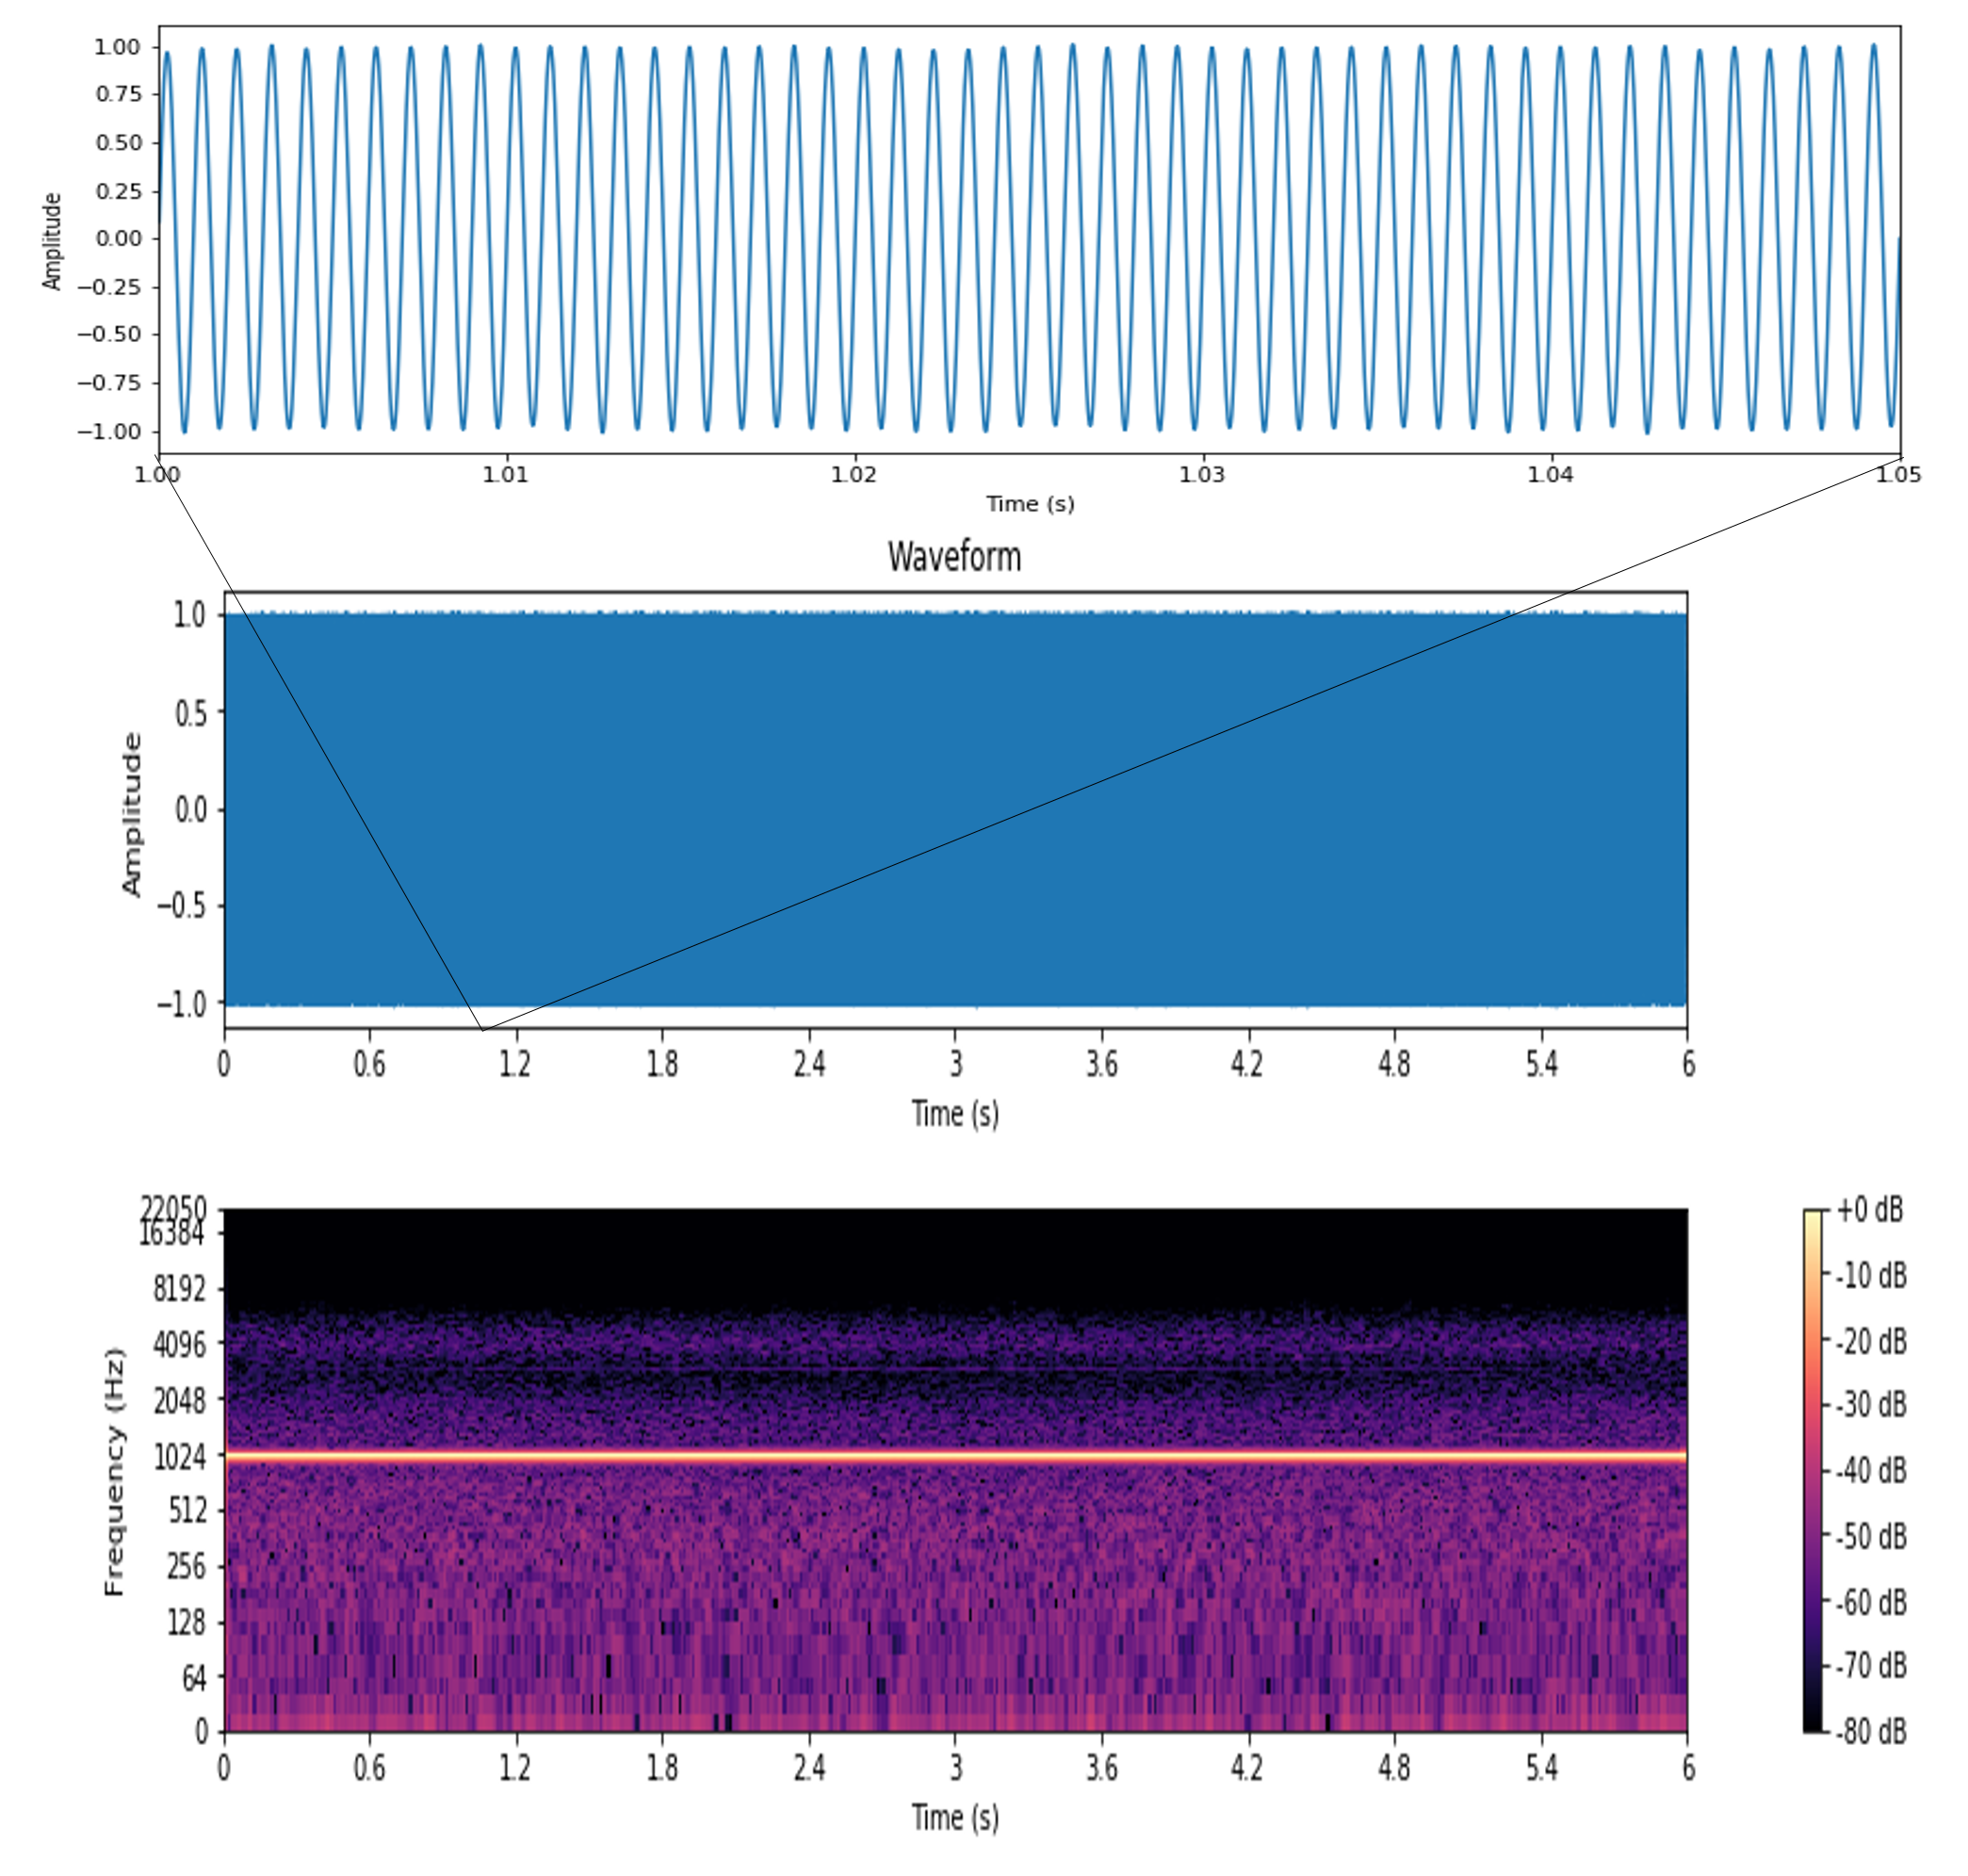 1.00
0.75
0.50
0.25
0.00
−0.25
−0.50
−0.75
−1.00
Amplitude
1.00 1.01 1.02 1.03 1.04 1.05
Time (s)
Waveform
1.0
0.5
0.0
−0.5
−1.0
Amplitude
0 0.6 1.2 1.8 2.4 3 3.6 4.2 4.8 5.4 6
Time (s)
22050
16384
8192
4096
2048
1024
512
256
128
64
0
Frequency (Hz)
0 0.6 1.2 1.8 2.4 3 3.6 4.2 4.8 5.4 6
Time (s)
+0 dB
-10 dB
-20 dB
-30 dB
-40 dB
-50 dB
-60 dB
-70 dB
-80 dB